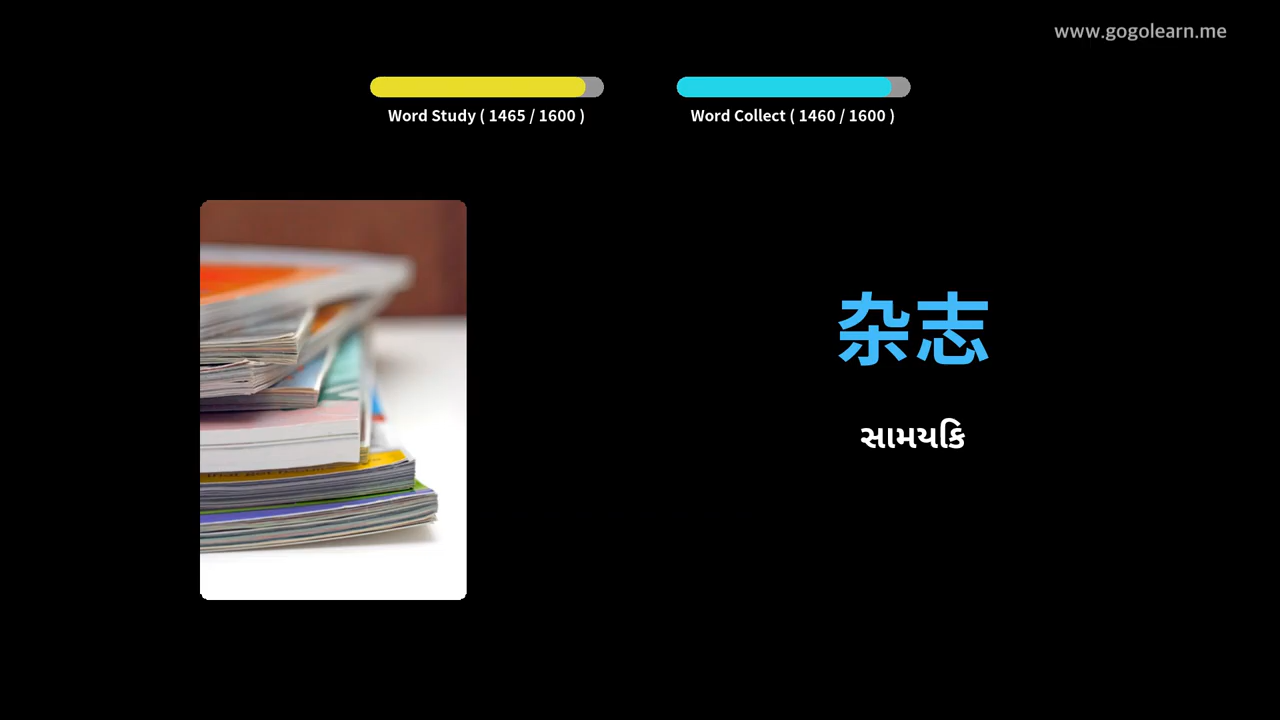 www.gogolearn.me
Word Study ( 1465 / 1600 )
Word Collect ( 1460 / 1600 )
杂志
સામયકિ